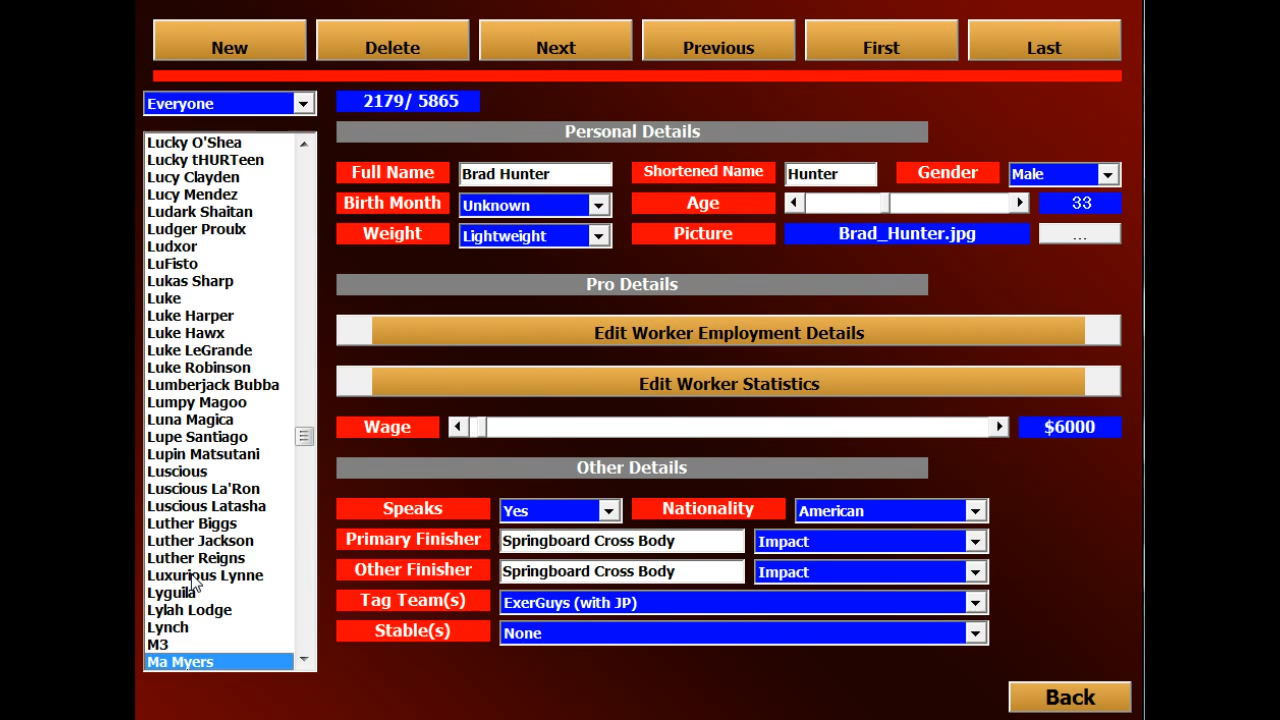 New Delete Next Previous First Last
Everyone
2179/ 5865
Lucky O'Shea
Lucky tHURTeen
Lucy Clayden
Lucy Mendez
Ludark Shaitan
Ludger Proulx
Ludxor
LuFisto
Lukas Sharp
Luke
Luke Harper
Luke Hawx
Luke LeGrande
Luke Robinson
Lumberjack Bubba
Lumpy Magoo
Luna Magica
Lupe Santiago
Lupin Matsutani
Luscious
Luscious La'Ron
Luscious Latasha
Luther Biggs
Luther Jackson
Luther Reigns
Luxurious Lynne
Lyguila
Lylah Lodge
Lynch
M3
Ma Myers
Personal Details
Full Name Brad Hunter Shortened Name Hunter Gender Male
Birth Month Unknown Age 33
Weight Lightweight Picture Brad_Hunter.jpg ...
Pro Details
Edit Worker Employment Details
Edit Worker Statistics
Wage $6000
Other Details
Speaks Yes Nationality American
Primary Finisher Springboard Cross Body Impact
Other Finisher Springboard Cross Body Impact
Tag Team(s) ExerGuys (with JP)
Stable(s) None
Back